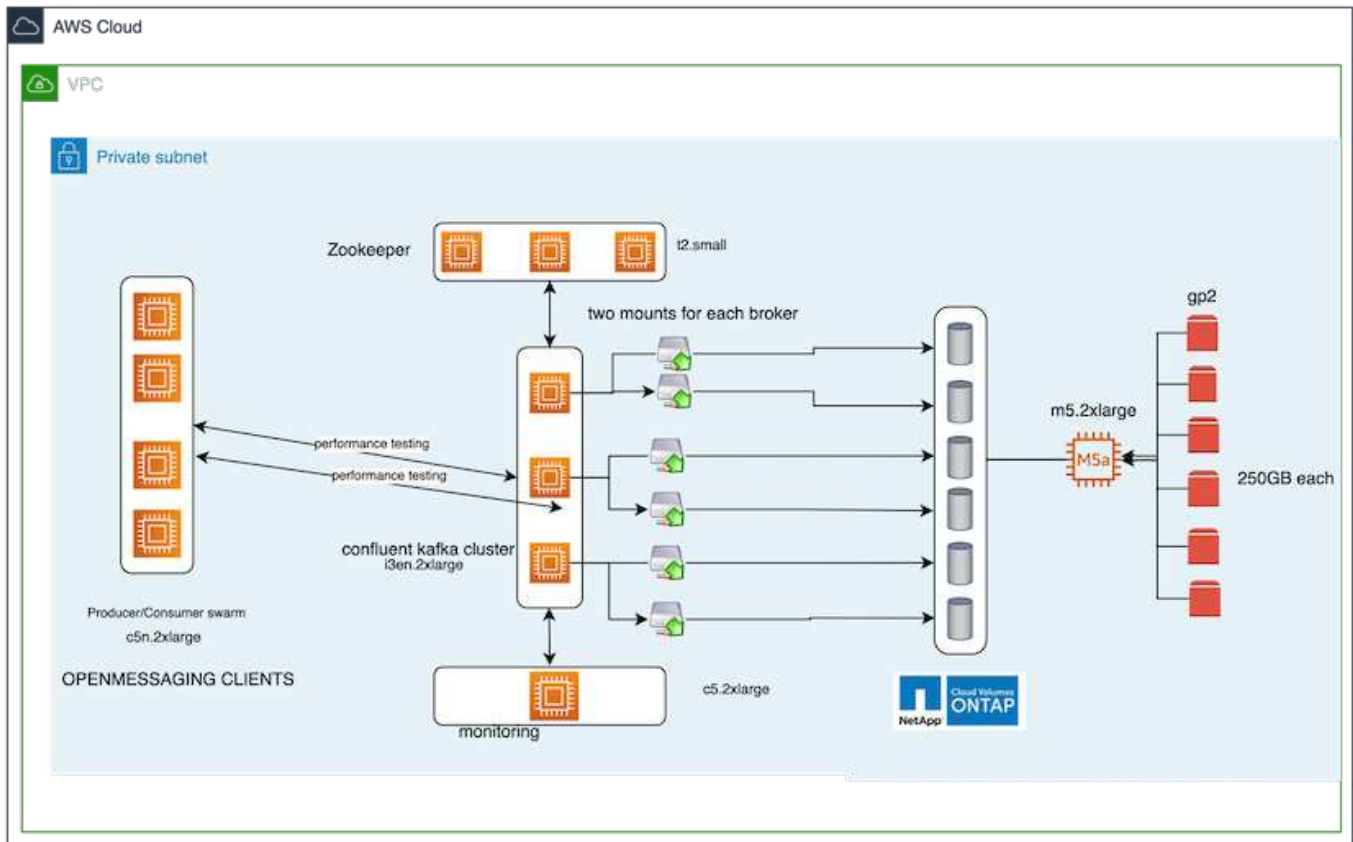 AWS Cloud
VPC
Private subnet
Zookeeper
t2.small
two mounts for each broker
gp2
m5.2xlarge
M5a
250GB each
performance testing
performance testing
confluent kafka cluster
i3en.2xlarge
Producer/Consumer swarm
c5n.2xlarge
OPENMESSAGING CLIENTS
c5.2xlarge
monitoring
NetApp
Cloud Volumes
ONTAP